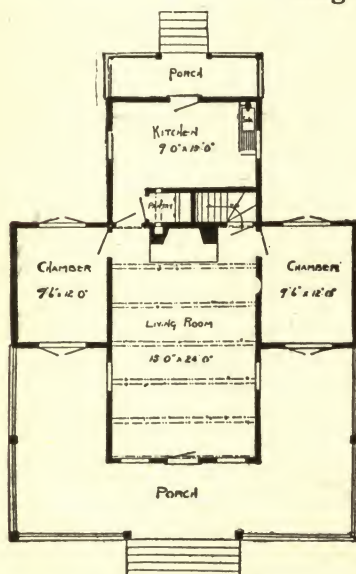 PORCH
KITCHEN
9'0" x 15'0"
PANTRY
CHAMBER
9'6" x 12'0"
CHAMBER
9'6" x 12'0"
LIVING ROOM
15'0" x 24'0"
PORCH